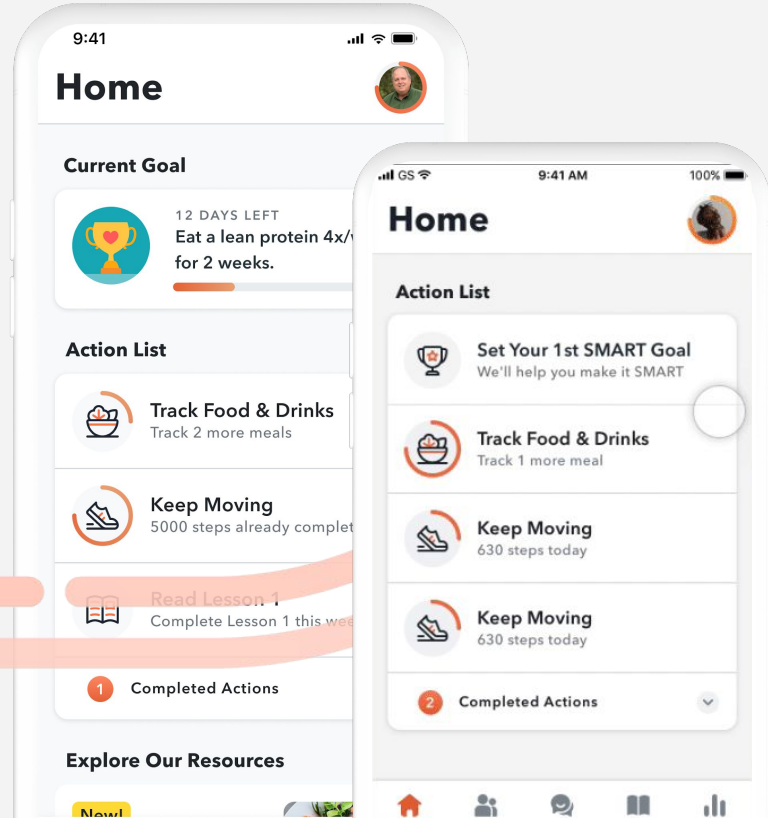 9:41
Home
Current Goal
12 DAYS LEFT
Eat a lean protein 4x/
for 2 weeks.
Action List
Track Food & Drinks
Track 2 more meals
Keep Moving
5000 steps already complet
Read Lesson 1
Complete Lesson 1 this wee
1 Completed Actions
Explore Our Resources
New!
GS 9:41 AM 100%
Home
Action List
Set Your 1st SMART Goal
We'll help you make it SMART
Track Food & Drinks
Track 1 more meal
Keep Moving
630 steps today
Keep Moving
630 steps today
2 Completed Actions